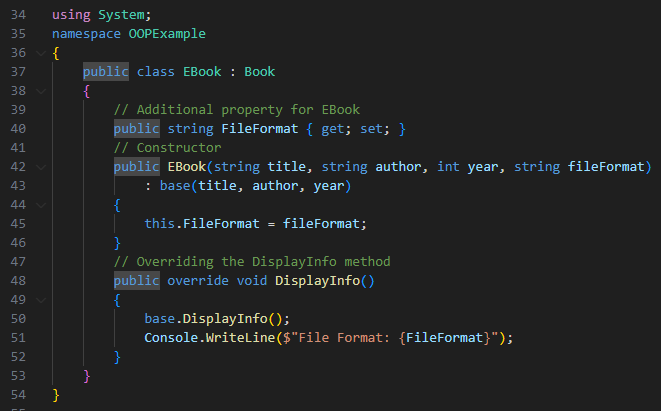 34 using System;
35 namespace OOPExample
36 {
37 public class EBook : Book
38 {
39 // Additional property for EBook
40 public string FileFormat { get; set; }
41 // Constructor
42 public EBook(string title, string author, int year, string fileFormat)
43 : base(title, author, year)
44 {
45 this.FileFormat = fileFormat;
46 }
47 // Overriding the DisplayInfo method
48 public override void DisplayInfo()
49 {
50 base.DisplayInfo();
51 Console.WriteLine($"File Format: {FileFormat}");
52 }
53 }
54 }